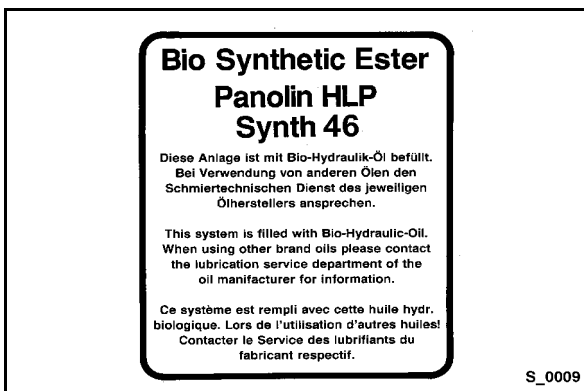 Bio Synthetic Ester
Panolin HLP
Synth 46
Diese Anlage ist mit Bio-Hydraulik-Öl befüllt.
Bei Verwendung von anderen Ölen den
Schmiertechnischen Dienst des jeweiligen
Ölherstellers ansprechen.
This system is filled with Bio-Hydraulic-Oil.
When using other brand oils please contact
the lubrication service department of the
oil manifacturer for information.
Ce système est rempli avec cette huile hydr.
biologique. Lors de l'utilisation d'autres huiles!
Contacter le Service des lubrifiants du
fabricant respectif.
S_0009